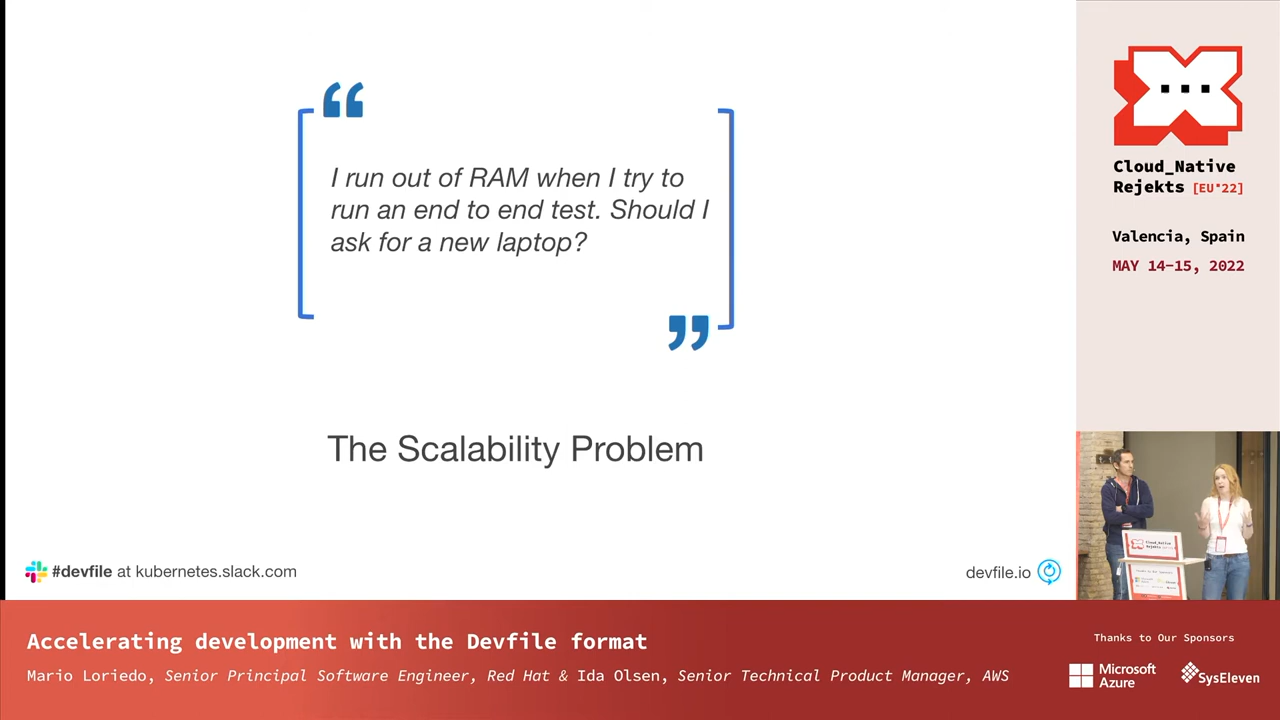 “
I run out of RAM when I try to
run an end to end test. Should I
ask for a new laptop?
”
The Scalability Problem
#devfile at kubernetes.slack.com
devfile.io
Cloud_Native
Rejekts [EU*22]
Valencia, Spain
MAY 14-15, 2022
Cloud_Native
Rejekts
Accelerating development with the Devfile format
Mario Loriedo, Senior Principal Software Engineer, Red Hat & Ida Olsen, Senior Technical Product Manager, AWS
Thanks to Our Sponsors
Microsoft
Azure
SysEleven